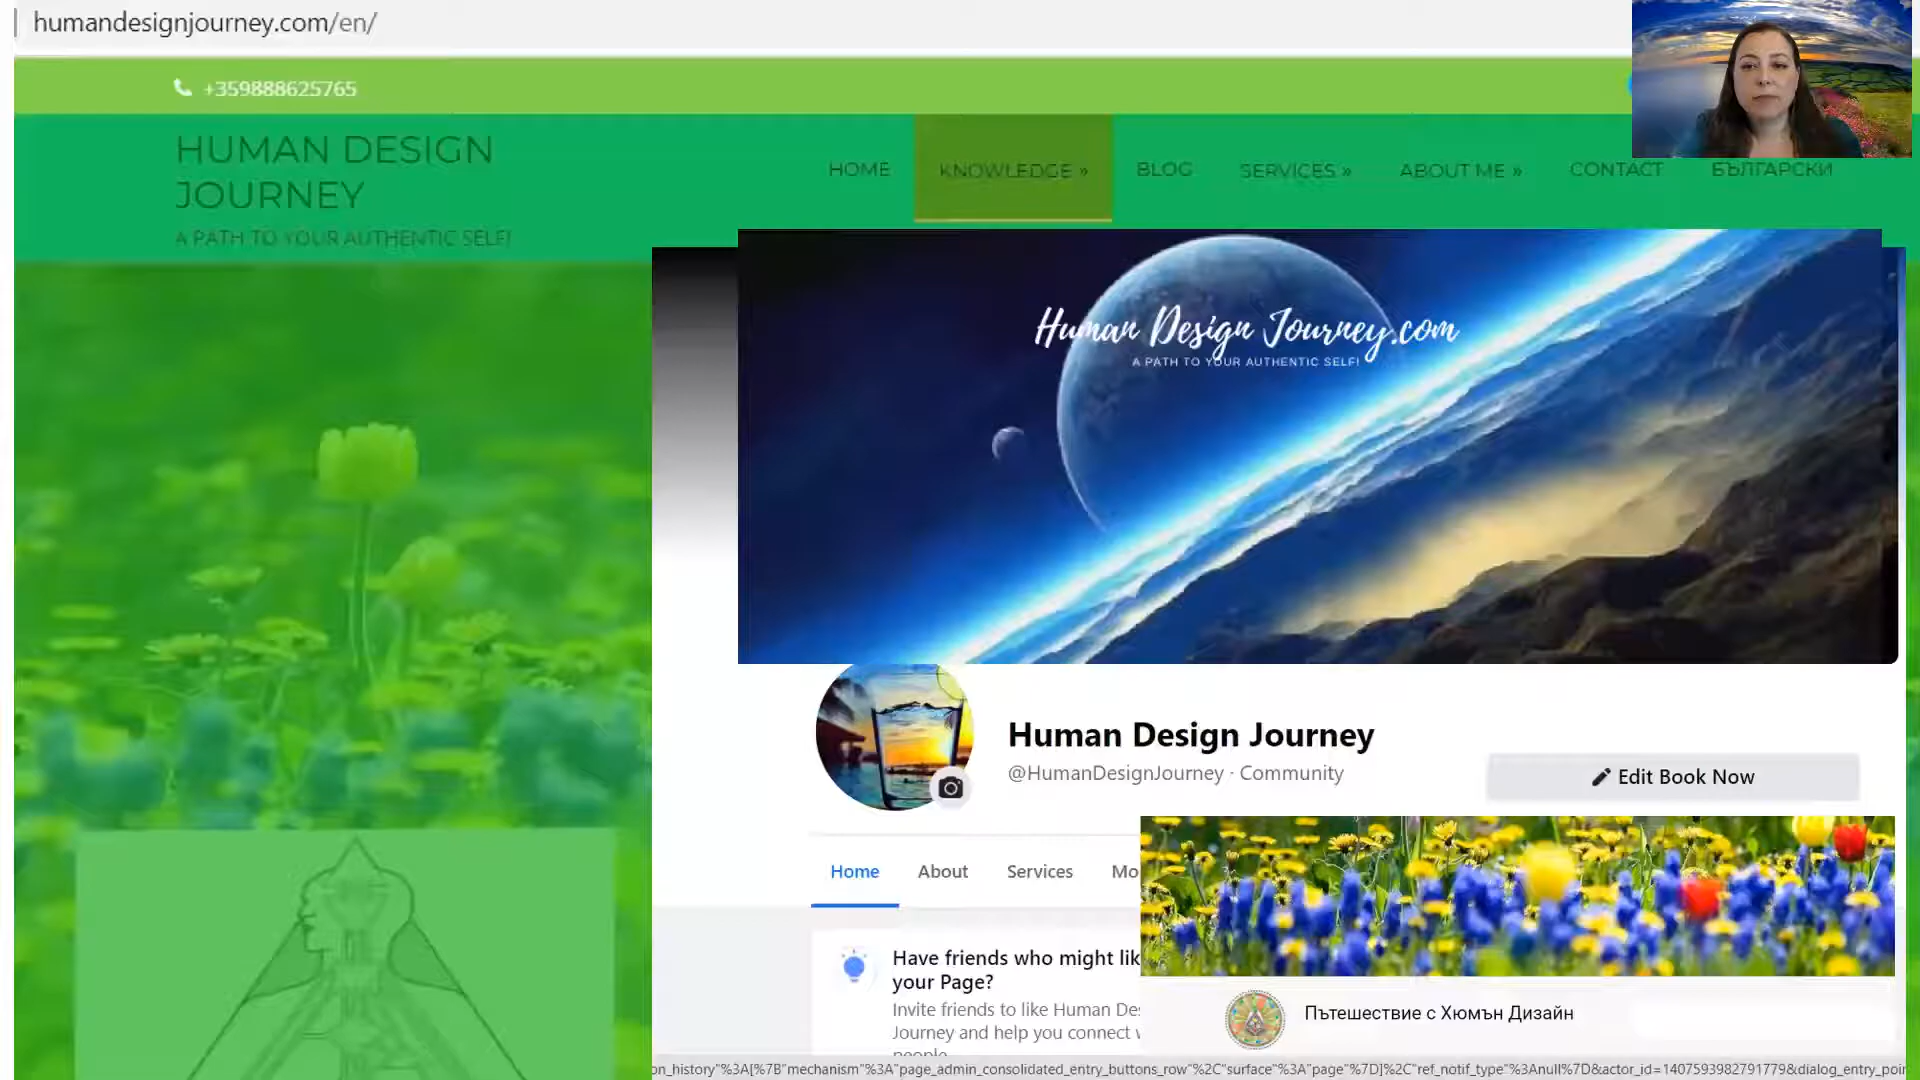 humandesignjourney.com/en/
+359888625765
HUMAN DESIGN
JOURNEY
A PATH TO YOUR AUTHENTIC SELF!
HOME
KNOWLEDGE »
BLOG
SERVICES »
ABOUT ME »
CONTACT
БЪЛГАРСКИ
Human Design Journey.com
A PATH TO YOUR AUTHENTIC SELF!
Human Design Journey
@HumanDesignJourney · Community
Edit Book Now
Home
About
Services
Mo
Have friends who might lik
your Page?
Invite friends to like Human De
Journey and help you connect
people
Пътешествие с Хюмън Дизайн
on_history"%3A[%7B"mechanism"%3A"page_admin_consolidated_entry_buttons_row"%2C"surface"%3A"page"%7D]%2C"ref_notif_type"%3Anull%7D&actor_id=1407593982791779&dialog_entry_poin